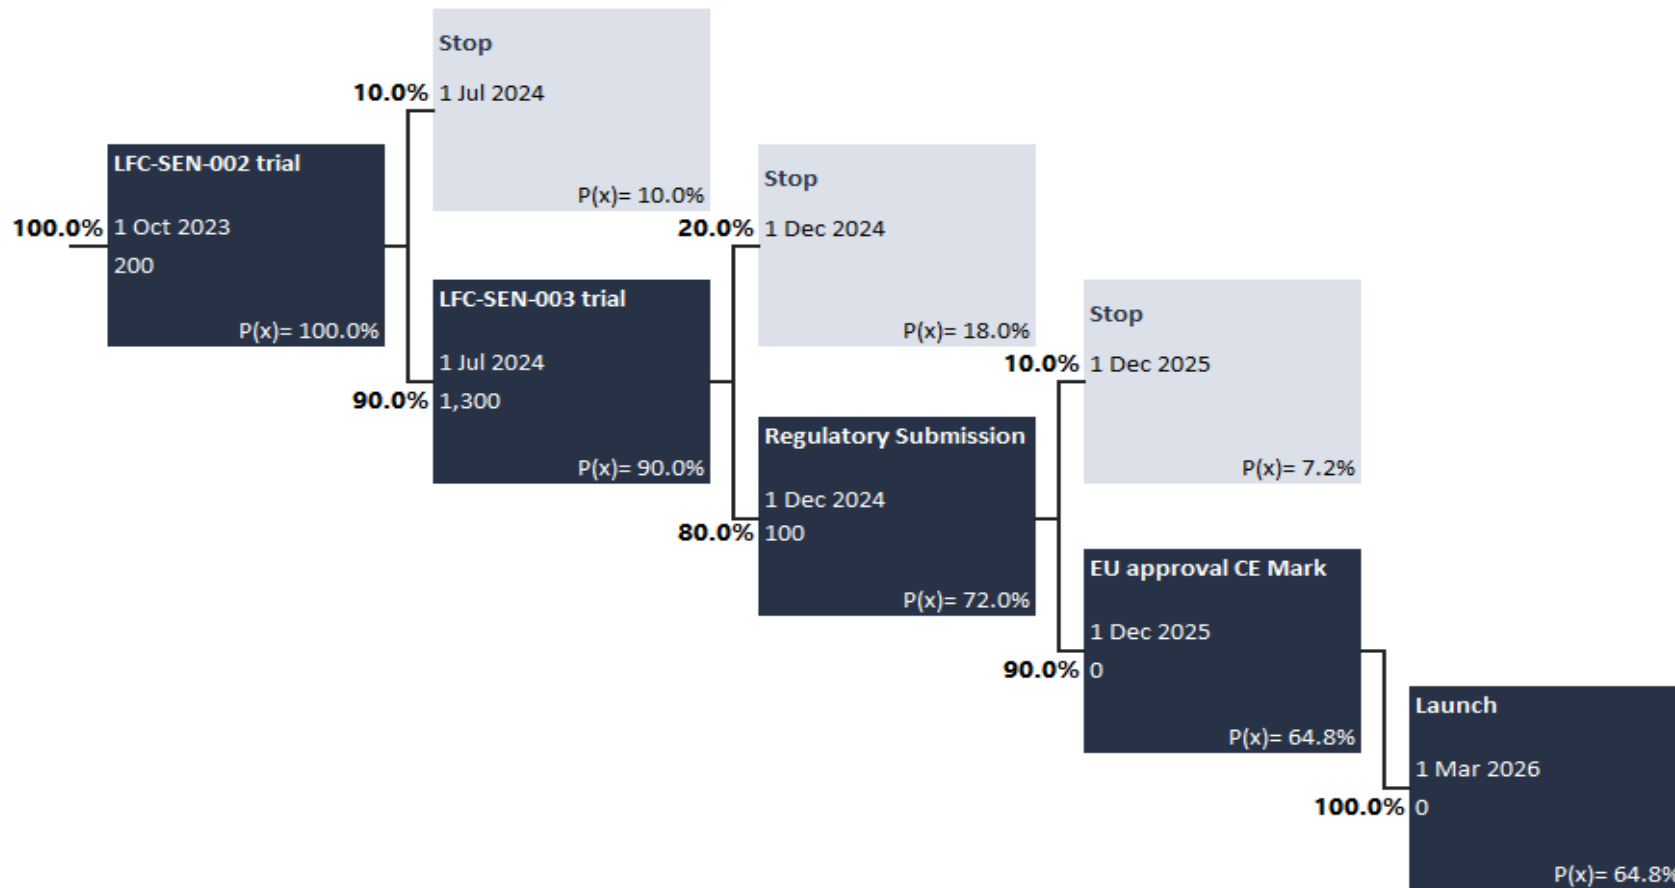 Stop
10.0% 1 Jul 2024
P(x)= 10.0%
LFC-SEN-002 trial
100.0% 1 Oct 2023
200
P(x)= 100.0%
LFC-SEN-003 trial
1 Jul 2024
90.0% 1,300
P(x)= 90.0%
Stop
20.0% 1 Dec 2024
P(x)= 18.0%
Regulatory Submission
1 Dec 2024
80.0% 100
P(x)= 72.0%
Stop
10.0% 1 Dec 2025
P(x)= 7.2%
EU approval CE Mark
1 Dec 2025
90.0% 0
P(x)= 64.8%
Launch
1 Mar 2026
100.0% 0
P(x)= 64.8%